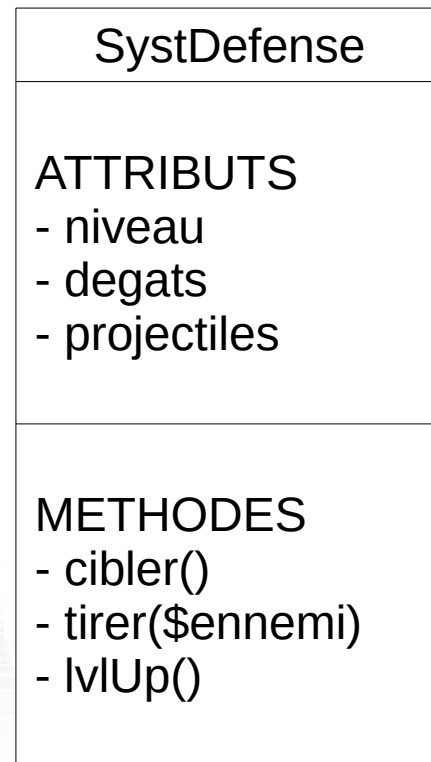 SystDefense
ATTRIBUTS
- niveau
- degats
- projectiles
METHODES
- cibler()
- tirer($ennemi)
- lvlUp()